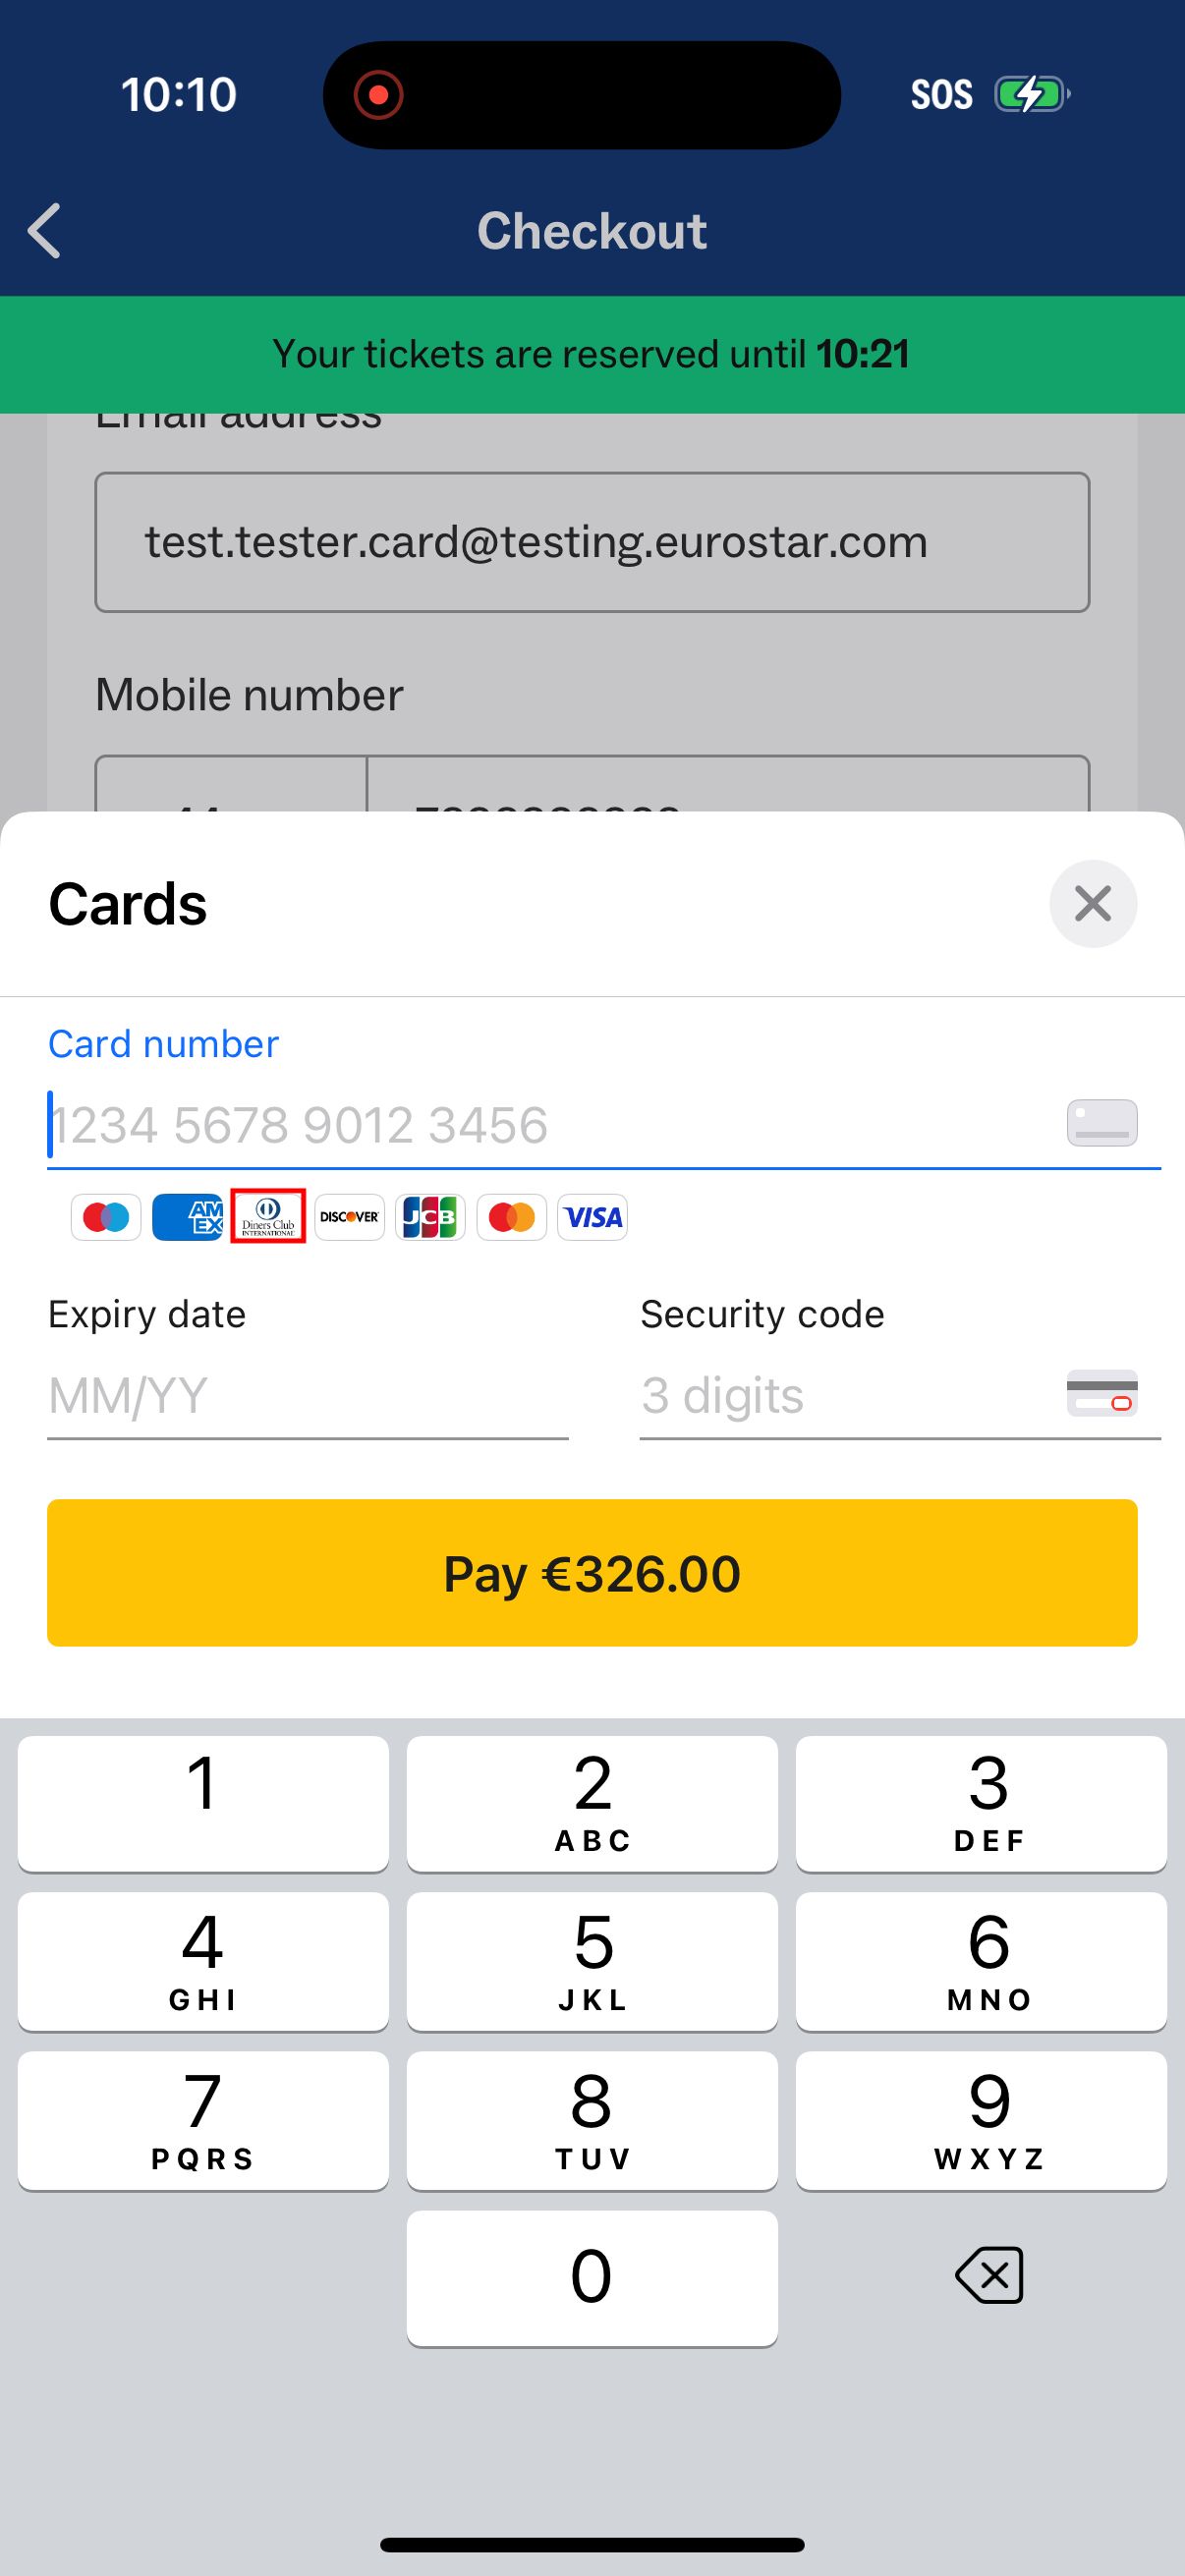 10:10
SOS
Checkout
Your tickets are reserved until 10:21
Email address
test.tester.card@testing.eurostar.com
Mobile number
Cards
Card number
1234 5678 9012 3456
AM
EX
Diners Club
INTERNATIONAL
DISCOVER
JCB
VISA
Expiry date
Security code
MM/YY
3 digits
Pay €326.00
1
2
ABC
3
DEF
4
GHI
5
JKL
6
MNO
7
PQRS
8
TUV
9
WXYZ
0